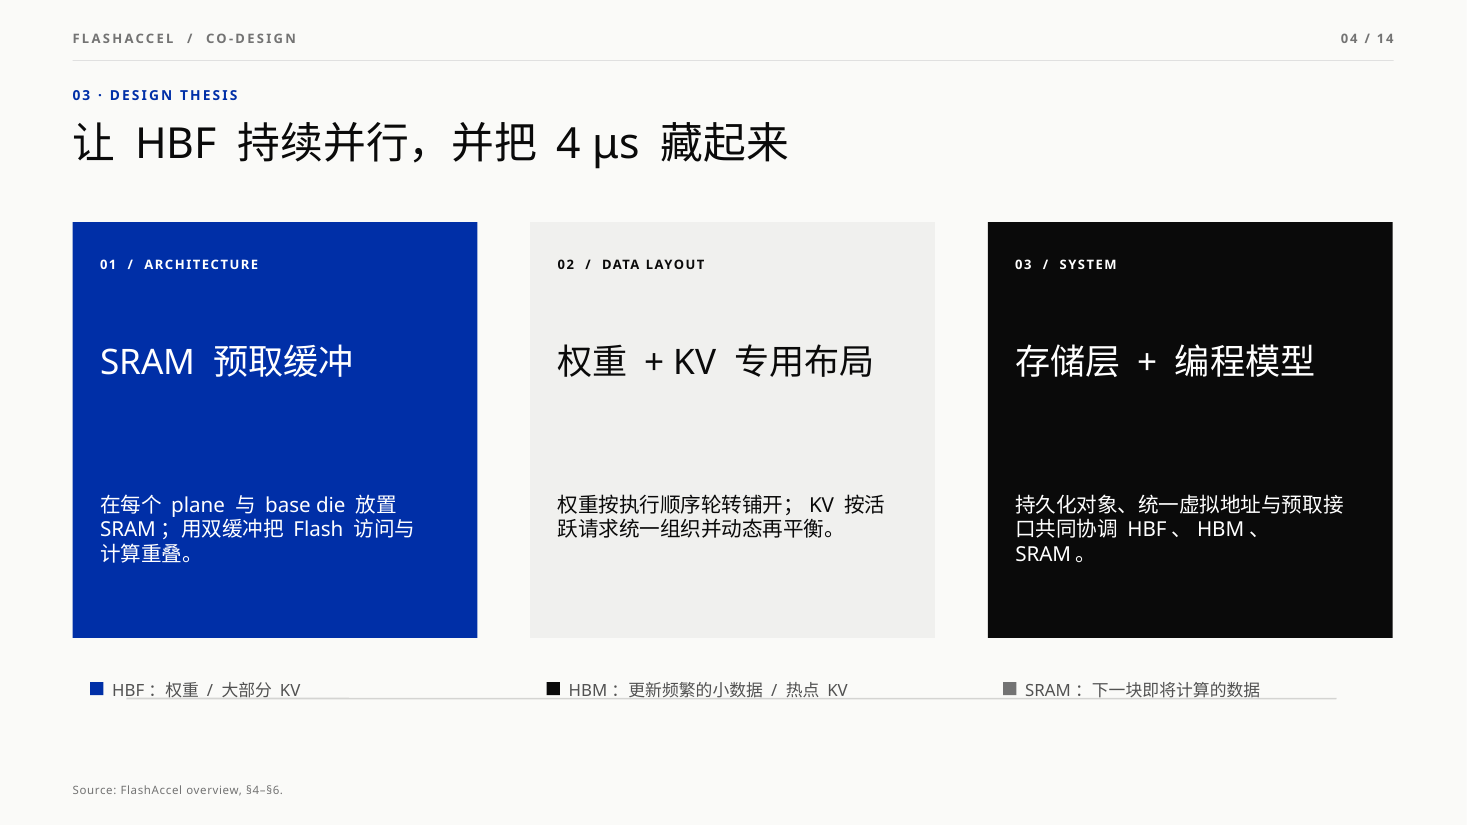 FLASHACCEL / CO-DESIGN
04 / 14
03 · DESIGN THESIS
让 HBF 持续并行，并把 4 µs 藏起来
01 / ARCHITECTURE
SRAM 预取缓冲
在每个 plane 与 base die 放置
SRAM；用双缓冲把 Flash 访问与
计算重叠。
02 / DATA LAYOUT
权重 + KV 专用布局
权重按执行顺序轮转铺开； KV 按活
跃请求统一组织并动态再平衡。
03 / SYSTEM
存储层 + 编程模型
持久化对象、统一虚拟地址与预取接
口共同协调 HBF 、 HBM 、
SRAM 。
HBF： 权重 / 大部分 KV
HBM： 更新频繁的小数据 / 热点 KV
SRAM： 下一块即将计算的数据
Source: FlashAccel overview, §4–§6.